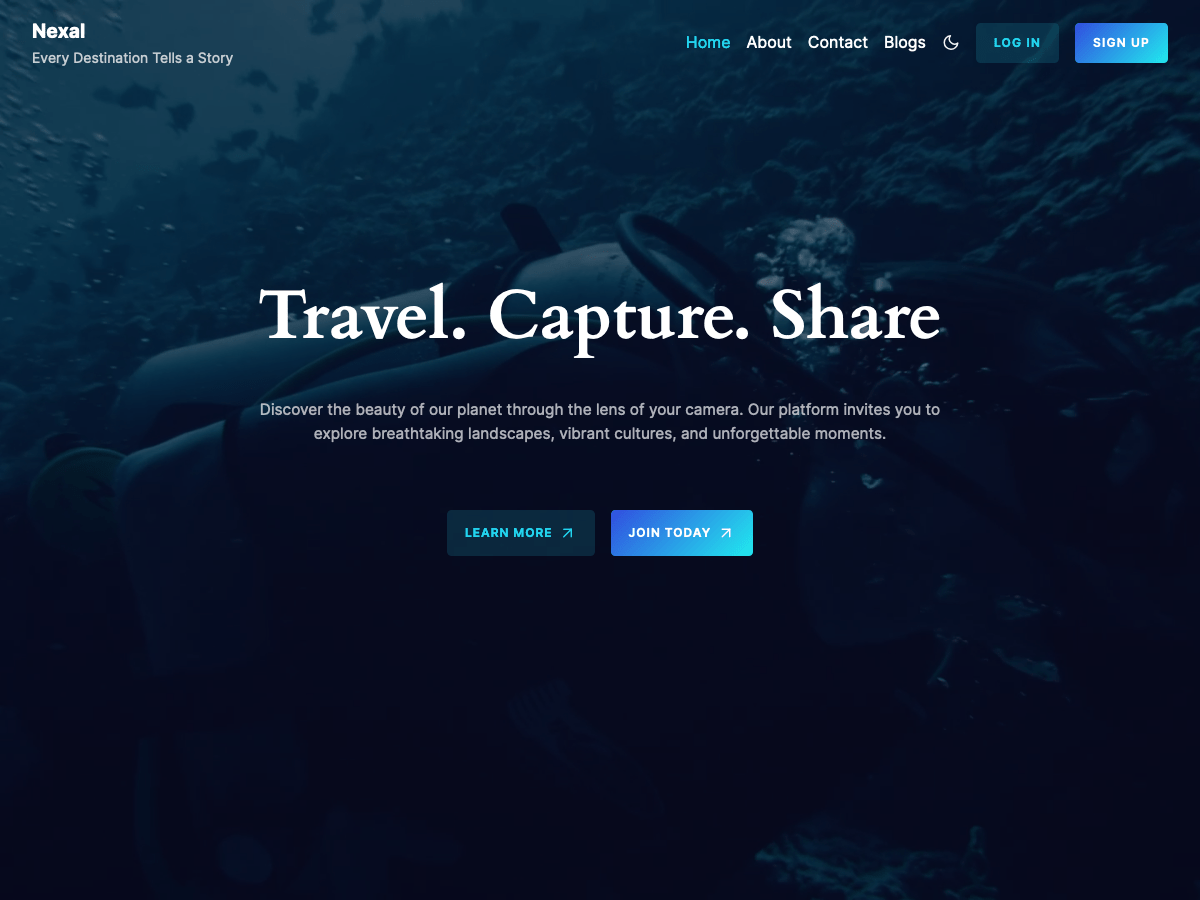 Nexal
Every Destination Tells a Story
Home
About
Contact
Blogs
LOG IN
SIGN UP
Travel. Capture. Share
Discover the beauty of our planet through the lens of your camera. Our platform invites you to
explore breathtaking landscapes, vibrant cultures, and unforgettable moments.
LEARN MORE
JOIN TODAY